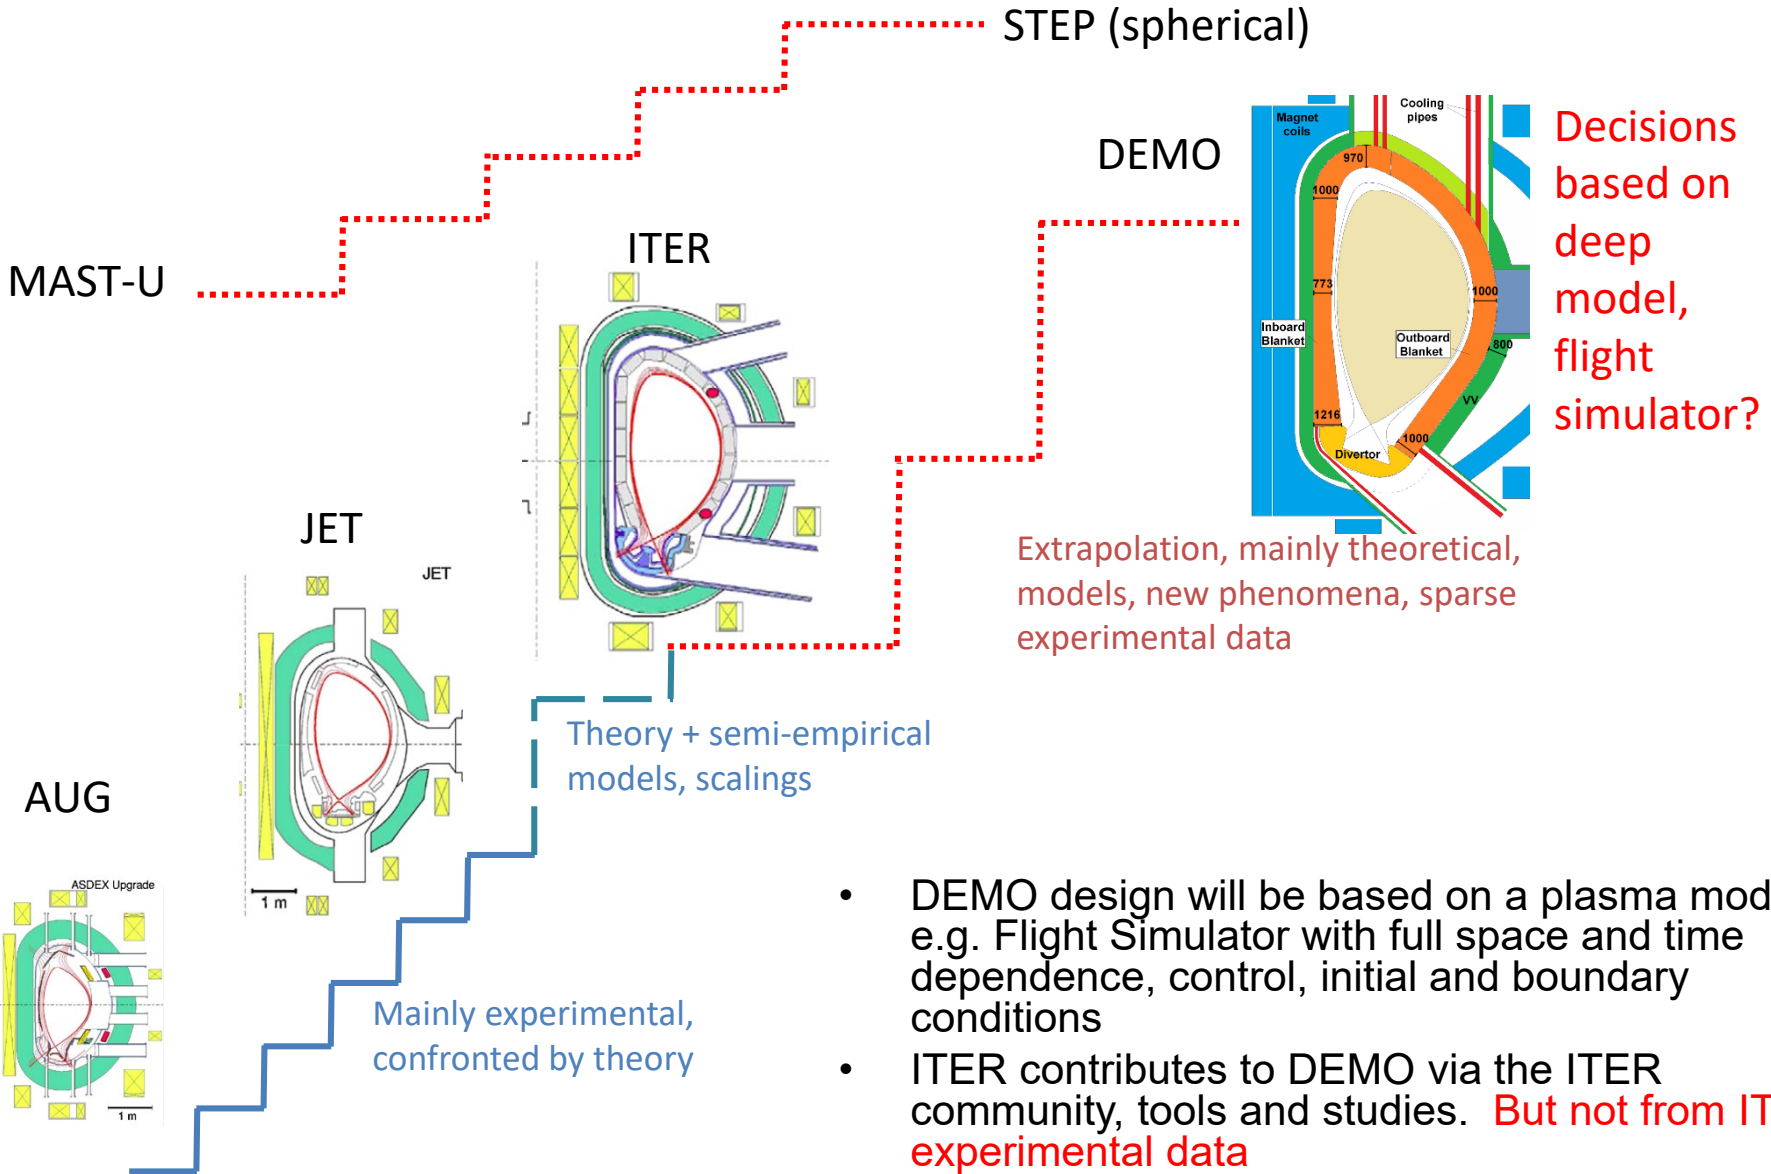 STEP (spherical)
DEMO
Magnet
coils
Cooling
pipes
970
1000
773
1000
Inboard
Blanket
Outboard
Blanket
800
VV
1216
1000
Divertor
Decisions
based on
deep
model,
flight
simulator?
MAST-U
ITER
Extrapolation, mainly theoretical,
models, new phenomena, sparse
experimental data
JET
JET
1 m
Theory + semi-empirical
models, scalings
AUG
ASDEX Upgrade
1 m
Mainly experimental,
confronted by theory
• DEMO design will be based on a plasma mod
e.g. Flight Simulator with full space and time
dependence, control, initial and boundary
conditions
• ITER contributes to DEMO via the ITER
community, tools and studies. But not from IT
experimental data